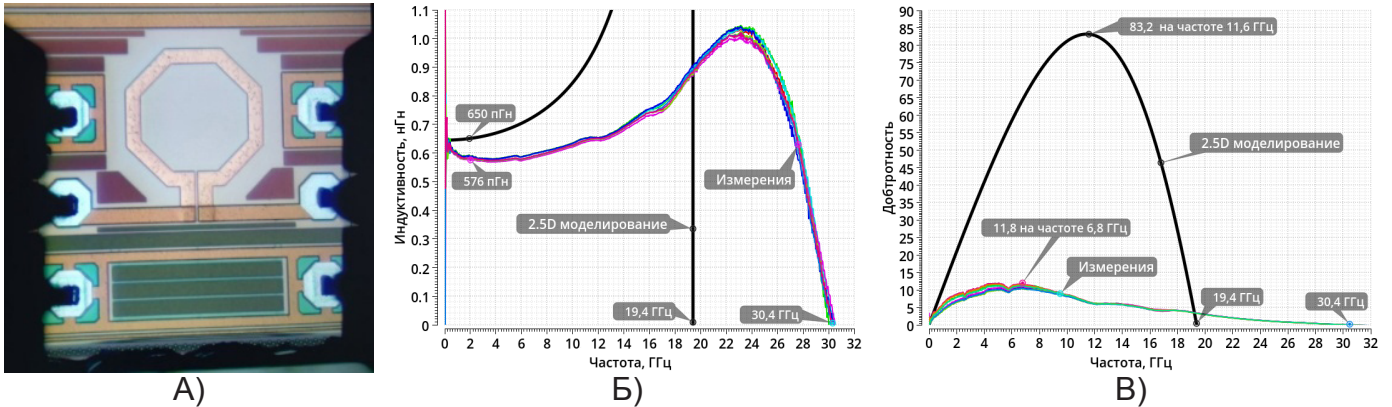 Индуктивность, нГн
1.1
1.0
0.9
0.8
0.7
0.6
0.5
0.4
0.3
0.2
0.1
0
650 пГн
576 пГн
Измерения
2.5D моделирование
19,4 ГГц
30,4 ГГц
0 2 4 6 8 10 12 14 16 18 20 22 24 26 28 30 32
Частота, ГГц
Добтротность
90
85
80
75
70
65
60
55
50
45
40
35
30
25
20
15
10
5
0
83,2 на частоте 11,6 ГГц
2.5D моделирование
11,8 на частоте 6,8 ГГц
Измерения
19,4 ГГц
30,4 ГГц
0 2 4 6 8 10 12 14 16 18 20 22 24 26 28 30 32
Частота, ГГц
А) Б) В)